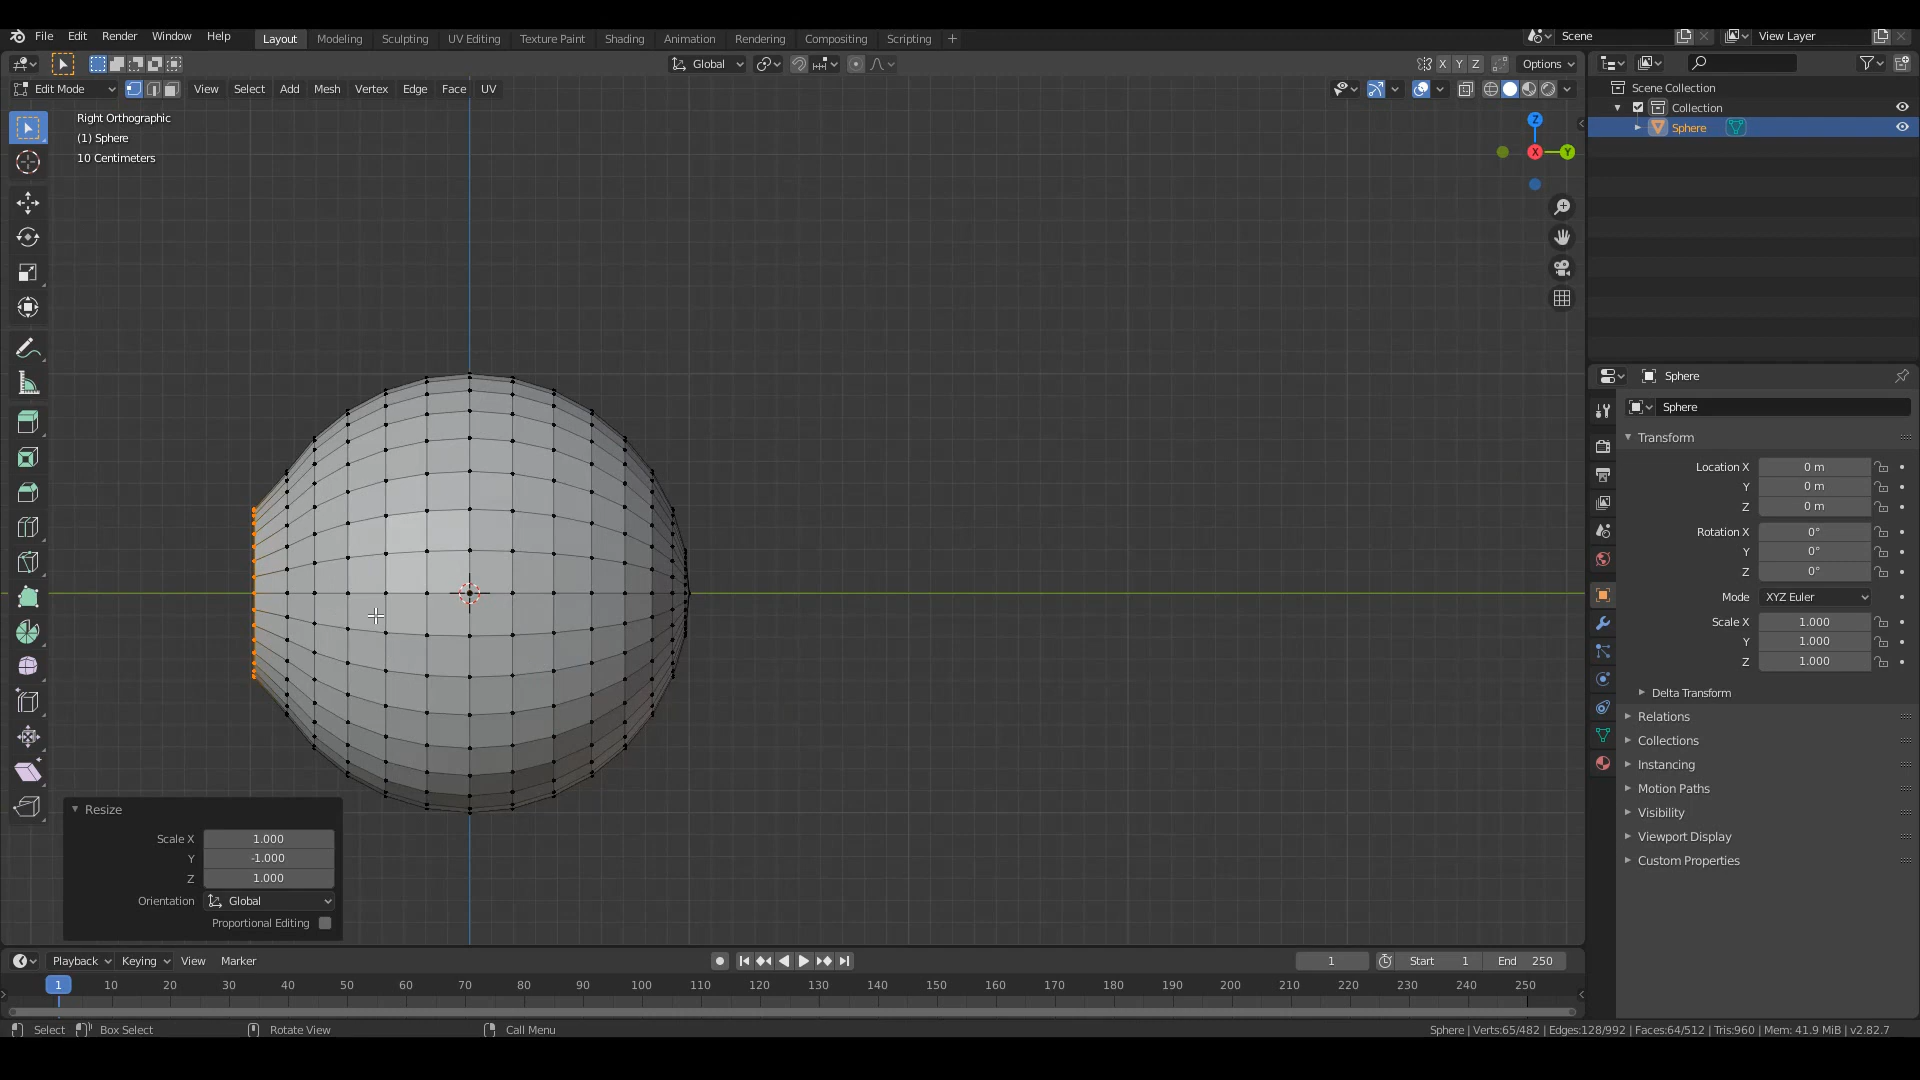 File Edit Render Window Help Layout Modeling Sculpting UV Editing Texture Paint Shading Animation Rendering Compositing Scripting + Scene View Layer
Global X Y Z Options
Edit Mode View Select Add Mesh Vertex Edge Face UV
Right Orthographic
(1) Sphere
10 Centimeters
Z
X
Y
Scene Collection
Collection
Sphere
Sphere
Sphere
Transform
Location X 0 m
Y 0 m
Z 0 m
Rotation X 0°
Y 0°
Z 0°
Mode XYZ Euler
Scale X 1.000
Y 1.000
Z 1.000
Delta Transform
Relations
Collections
Instancing
Motion Paths
Visibility
Viewport Display
Custom Properties
Resize
Scale X 1.000
Y -1.000
Z 1.000
Orientation Global
Proportional Editing
Playback Keying View Marker 1 Start 1 End 250
1 10 20 30 40 50 60 70 80 90 100 110 120 130 140 150 160 170 180 190 200 210 220 230 240 250
Select Box Select Rotate View Call Menu Sphere | Verts:65/482 | Edges:128/992 | Faces:64/512 | Tris:960 | Mem: 41.9 MiB | v2.82.7